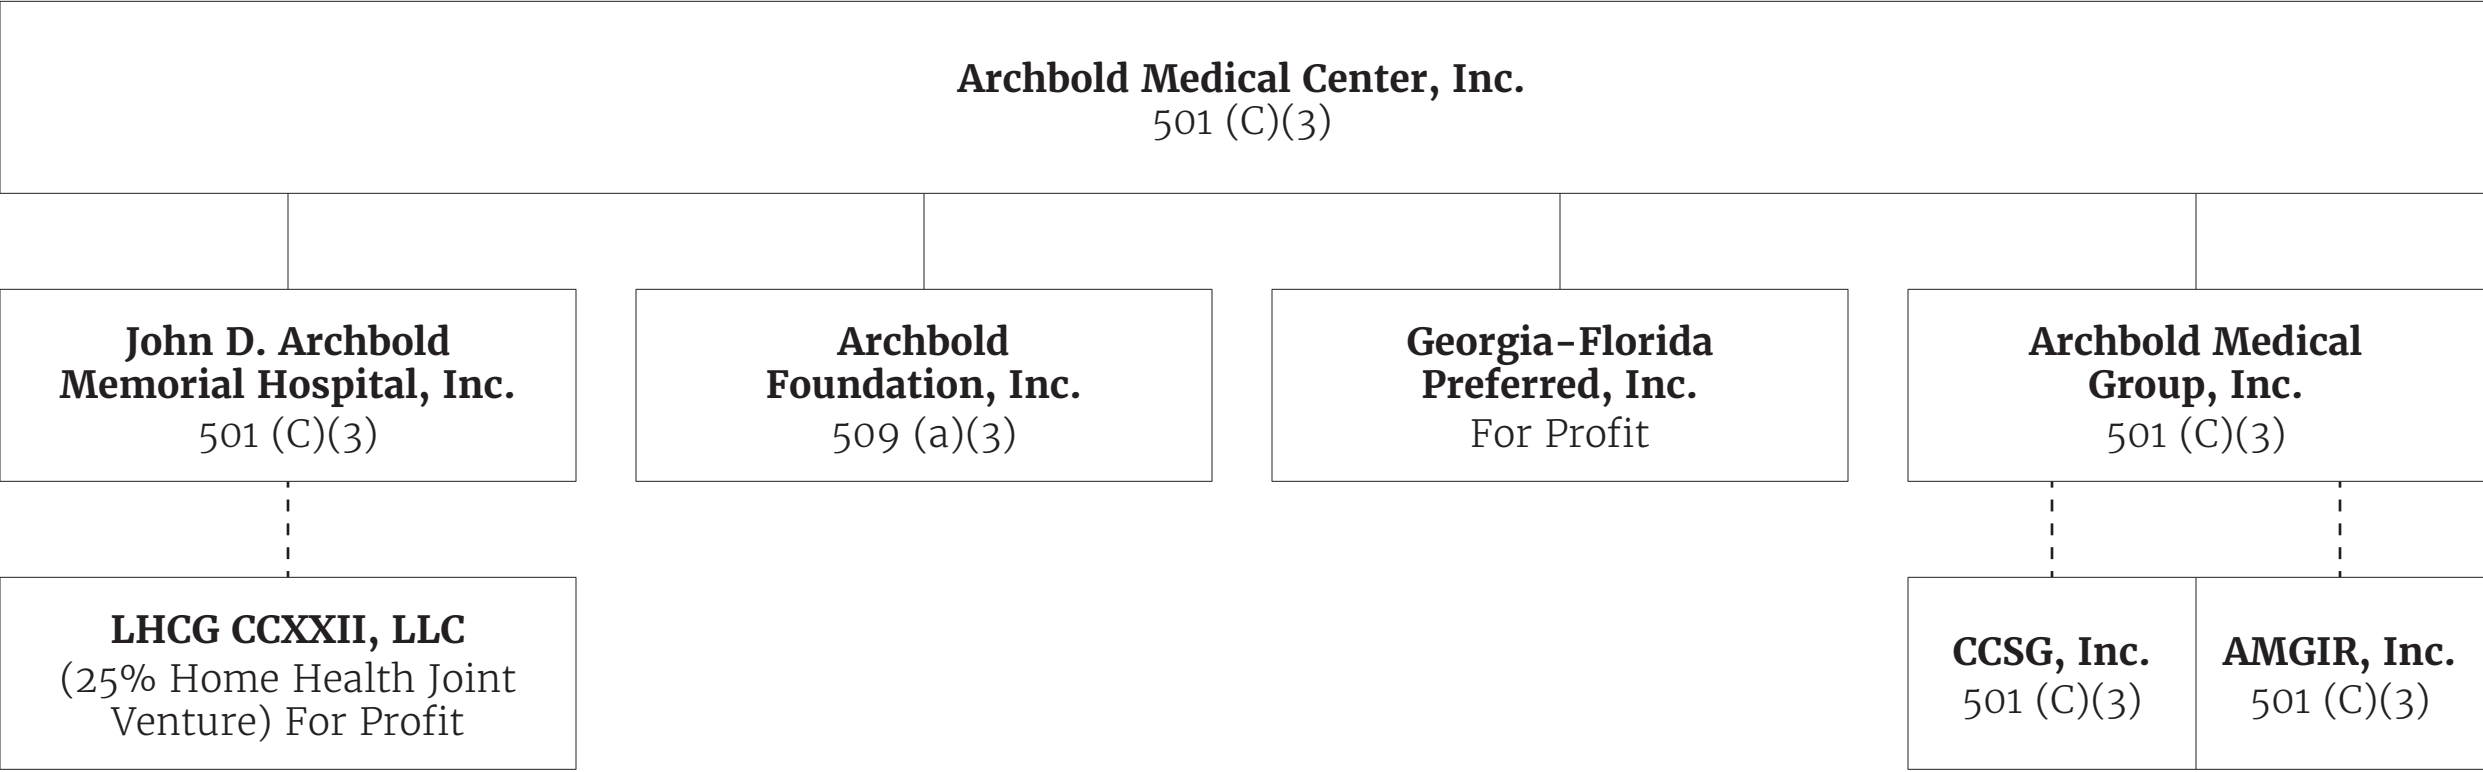 Archbold Medical Center, Inc.
501 (C)(3)
John D. Archbold
Memorial Hospital, Inc.
501 (C)(3)
Archbold
Foundation, Inc.
509 (a)(3)
Georgia-Florida
Preferred, Inc.
For Profit
Archbold Medical
Group, Inc.
501 (C)(3)
LHCG CCXXII, LLC
(25% Home Health Joint
Venture) For Profit
CCSG, Inc.
501 (C)(3)
AMGIR, Inc.
501 (C)(3)